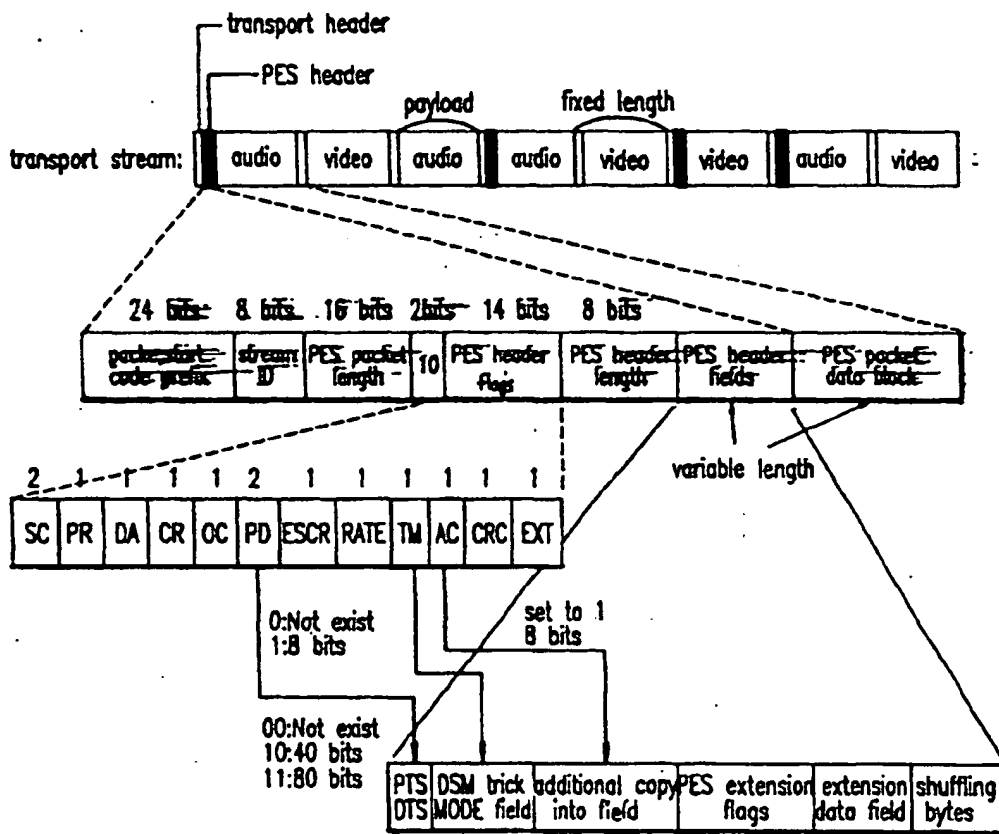 transport header
PES header
payload
fixed length
transport stream:
audio
video
audio
audio
video
video
audio
video
24 bits
8 bits
16 bits
2bits
14 bits
8 bits
packet start
code prefix
stream
ID
PES packet
length
10
PES header
flags
PES header
length
PES header
fields
PES packet
data block
variable length
2 1 1 1 1 2 1 1 1 1 1 1
SC PR DA CR OC PD ESCR RATE TM AC CRC EXT
0:Not exist
1:8 bits
set to 1
8 bits
00:Not exist
10:40 bits
11:80 bits
PTS
DTS
DSM trick
MODE field
additional copy
into field
PES extension
flags
extension
data field
shuffling
bytes